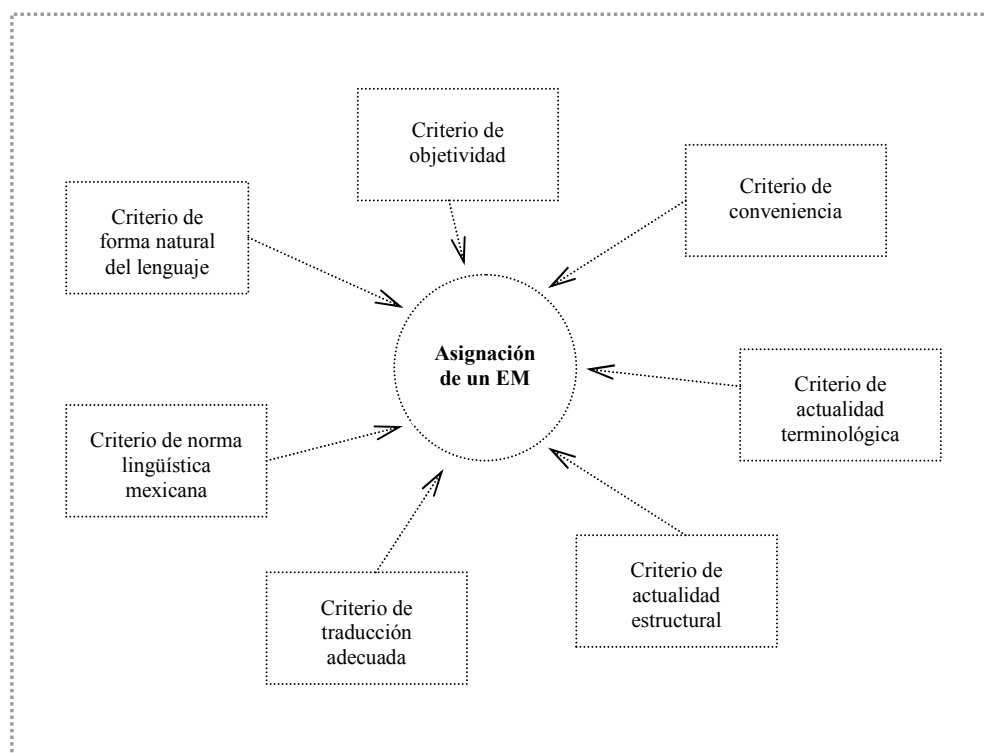 Criterio de
objetividad
Criterio de
conveniencia
Criterio de
forma natural
del lenguaje
Asignación
de un EM
Criterio de
actualidad
terminológica
Criterio de norma
lingüística
mexicana
Criterio de
actualidad
estructural
Criterio de
traducción
adecuada